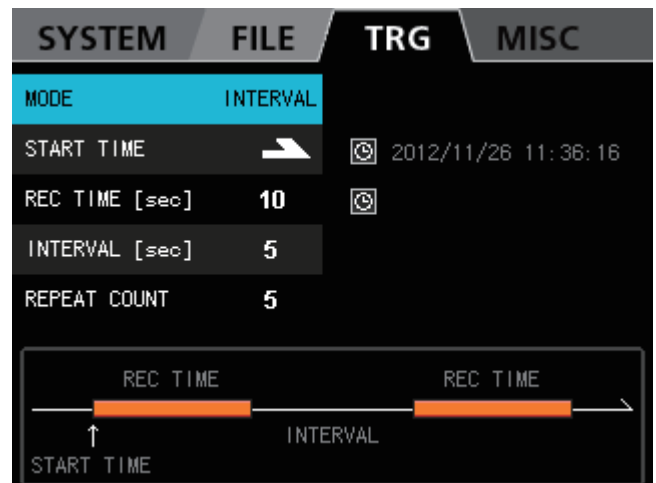 SYSTEM FILE TRG MISC
MODE INTERVAL
START TIME 2012/11/26 11:36:16
REC TIME [sec] 10
INTERVAL [sec] 5
REPEAT COUNT 5
REC TIME REC TIME
INTERVAL
START TIME